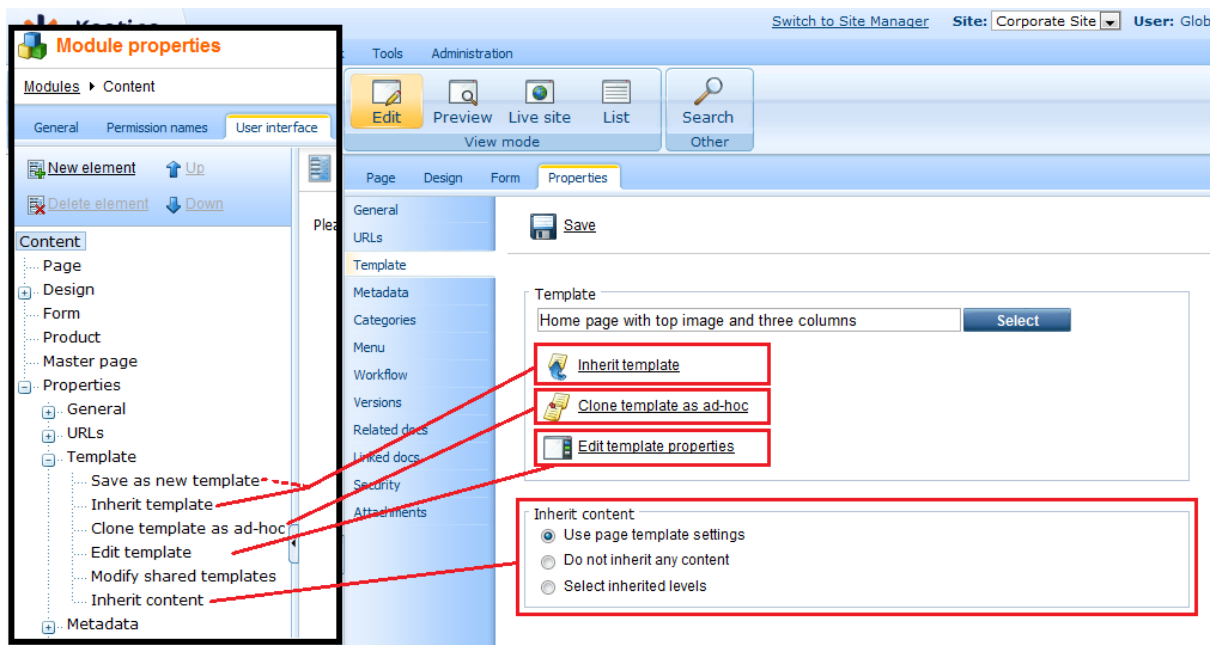 Switch to Site Manager Site: Corporate Site User: Glob
Module properties
Modules Content
General Permission names User interface
New element Up
Delete element Down
Plea
Content
Page
Design
Form
Product
Master page
Properties
General
URLs
Template
Save as new template
Inherit template
Clone template as ad-hoc
Edit template
Modify shared templates
Inherit content
Metadata
Tools Administration
Edit Preview Live site List Search
View mode Other
Page Design Form Properties
General
URLs
Template
Metadata
Categories
Menu
Workflow
Versions
Related docs
Linked docs
Security
Attachments
Save
Template
Home page with top image and three columns Select
Inherit template
Clone template as ad-hoc
Edit template properties
Inherit content
Use page template settings
Do not inherit any content
Select inherited levels